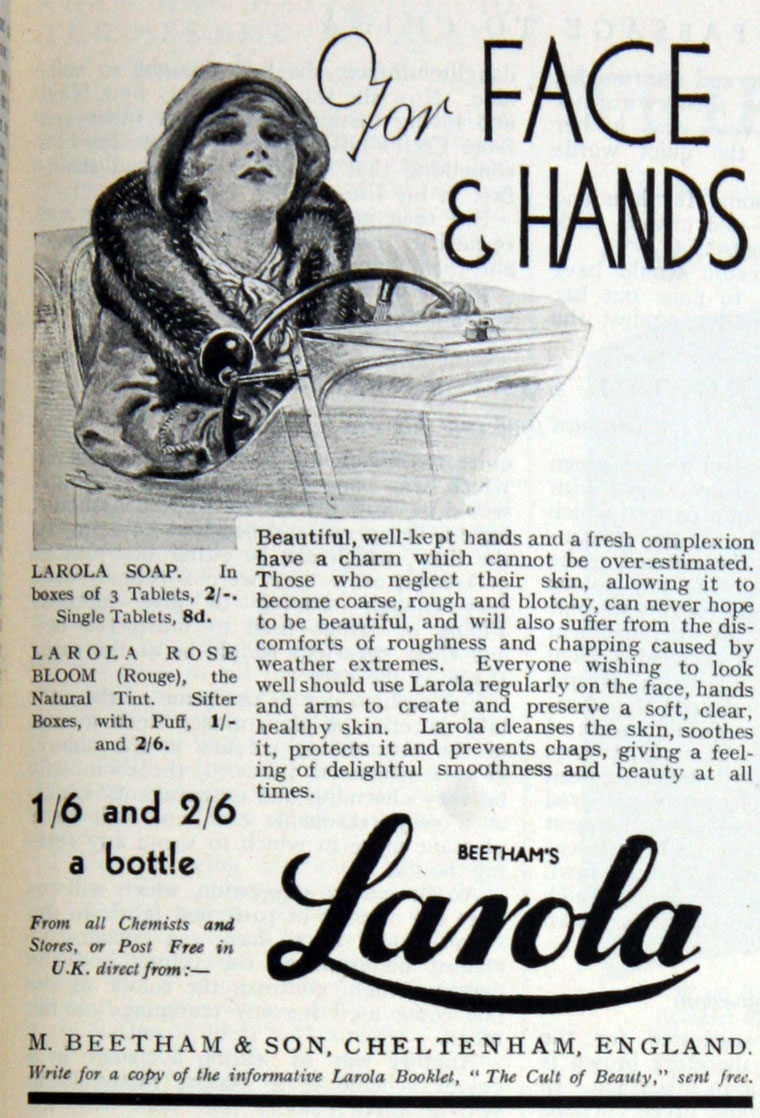 For FACE
& HANDS
Beautiful, well-kept hands and a fresh complexion
have a charm which cannot be over-estimated.
Those who neglect their skin, allowing it to
become coarse, rough and blotchy, can never hope
to be beautiful, and will also suffer from the dis-
comforts of roughness and chapping caused by
weather extremes. Everyone wishing to look
well should use Larola regularly on the face, hands
and arms to create and preserve a soft, clear,
healthy skin. Larola cleanses the skin, soothes
it, protects it and prevents chaps, giving a feel-
ing of delightful smoothness and beauty at all
times.
LAROLA SOAP. In
boxes of 3 Tablets, 2/-.
Single Tablets, 8d.
LAROLA ROSE
BLOOM (Rouge), the
Natural Tint. Sifter
Boxes, with Puff, 1/-
and 2/6.
1/6 and 2/6
a bottle
From all Chemists and
Stores, or Post Free in
U.K. direct from:—
BEETHAM'S
Larola
M. BEETHAM & SON, CHELTENHAM, ENGLAND.
Write for a copy of the informative Larola Booklet, "The Cult of Beauty," sent free.